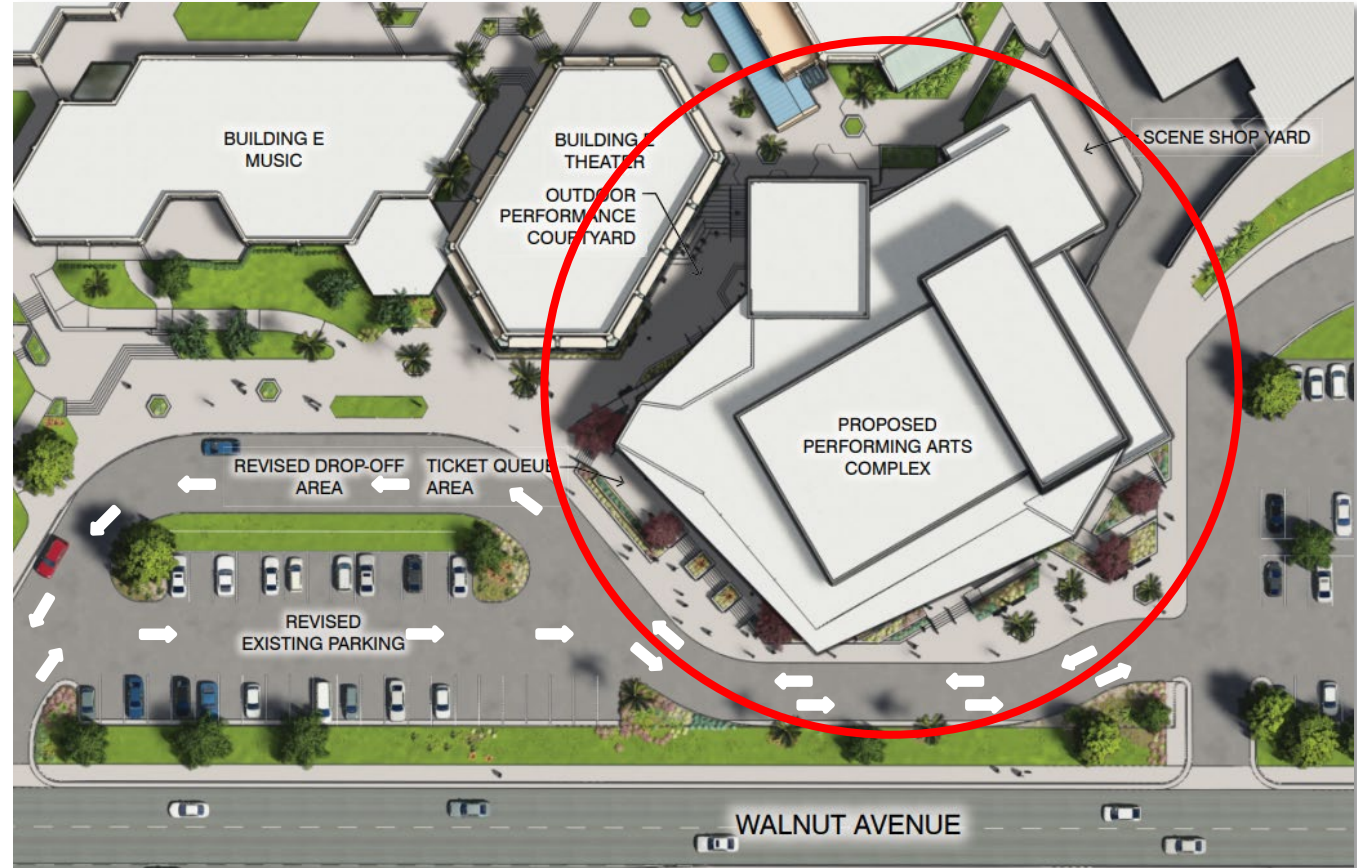 BUILDING E
MUSIC
BUILDING E
THEATER
OUTDOOR
PERFORMANCE
COURTYARD
SCENE SHOP YARD
PROPOSED
PERFORMING ARTS
COMPLEX
REVISED DROP-OFF
AREA
TICKET QUEUE
AREA
REVISED
EXISTING PARKING
WALNUT AVENUE